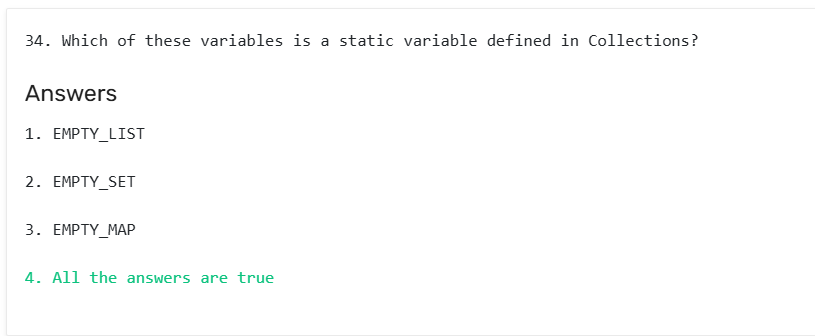 34. Which of these variables is a static variable defined in Collections?
Answers
1. EMPTY_LIST
2. EMPTY_SET
3. EMPTY_MAP
4. All the answers are true